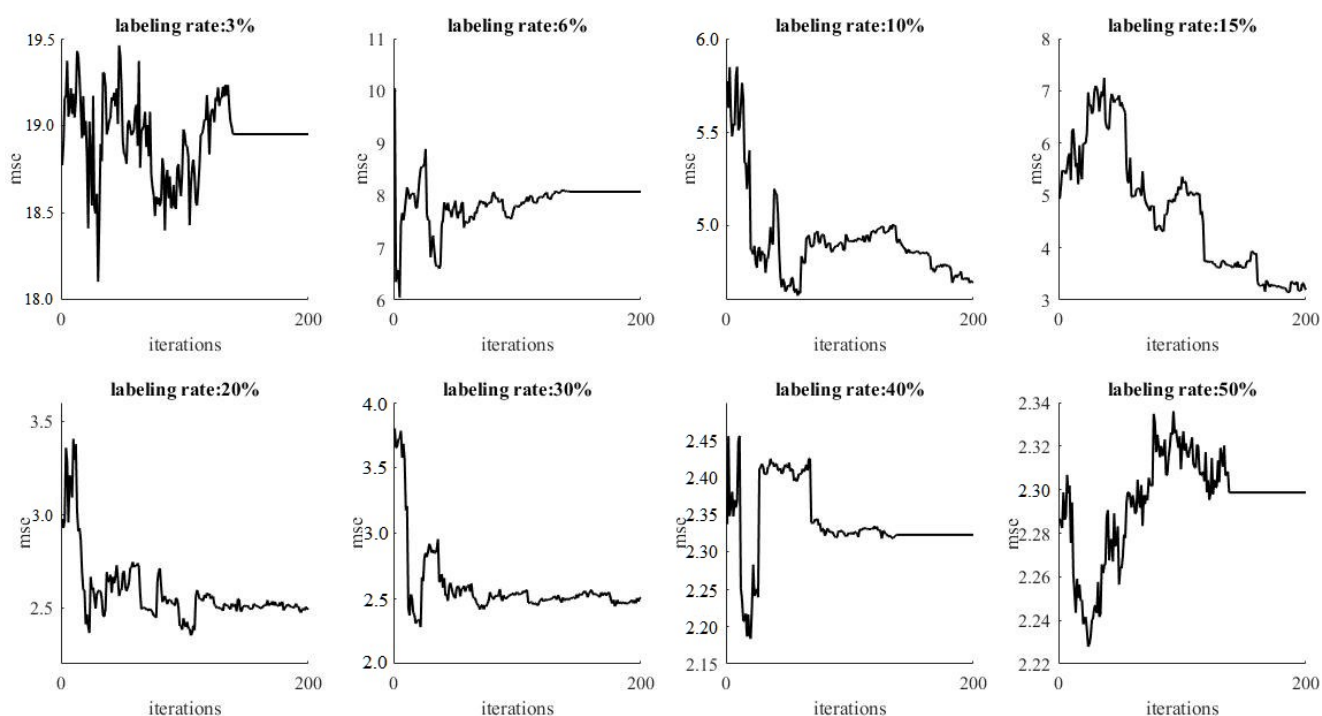 labeling rate:3%
19.5
19.0
18.5
18.0
mse
0
200
iterations
labeling rate:6%
11
10
9
8
7
6
mse
0
200
iterations
labeling rate:10%
6.0
5.5
5.0
mse
0
200
iterations
labeling rate:15%
8
7
6
5
4
3
mse
0
200
iterations
labeling rate:20%
3.5
3.0
2.5
mse
0
200
iterations
labeling rate:30%
4.0
3.5
3.0
2.5
2.0
mse
0
200
iterations
labeling rate:40%
2.45
2.40
2.35
2.30
2.25
2.20
2.15
mse
0
200
iterations
labeling rate:50%
2.34
2.32
2.30
2.28
2.26
2.24
2.22
mse
0
200
iterations